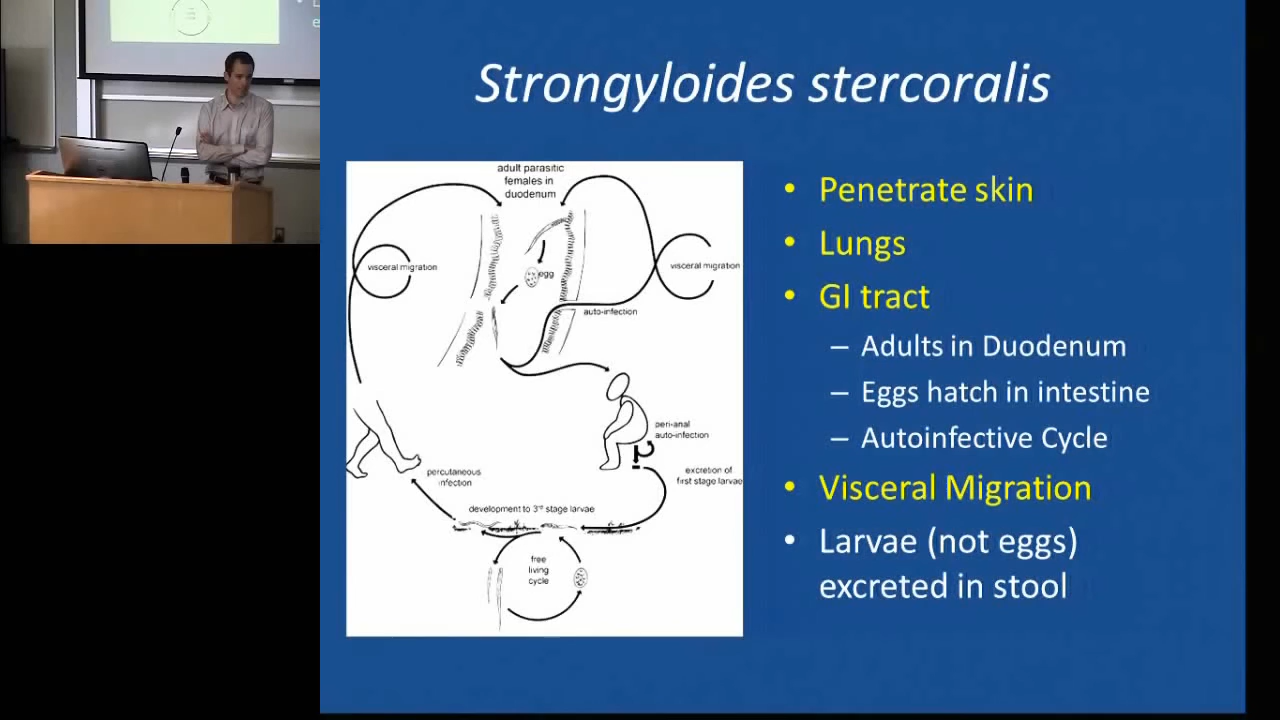 Strongyloides stercoralis
adult parasitic
females in
duodenum
visceral migration
egg
visceral migration
auto-infection
peri-anal
auto-infection
percutaneous
infection
excretion of
first stage larvae
development to 3rd stage larvae
free
living
cycle
• Penetrate skin
• Lungs
• GI tract
– Adults in Duodenum
– Eggs hatch in intestine
– Autoinfective Cycle
• Visceral Migration
• Larvae (not eggs)
excreted in stool